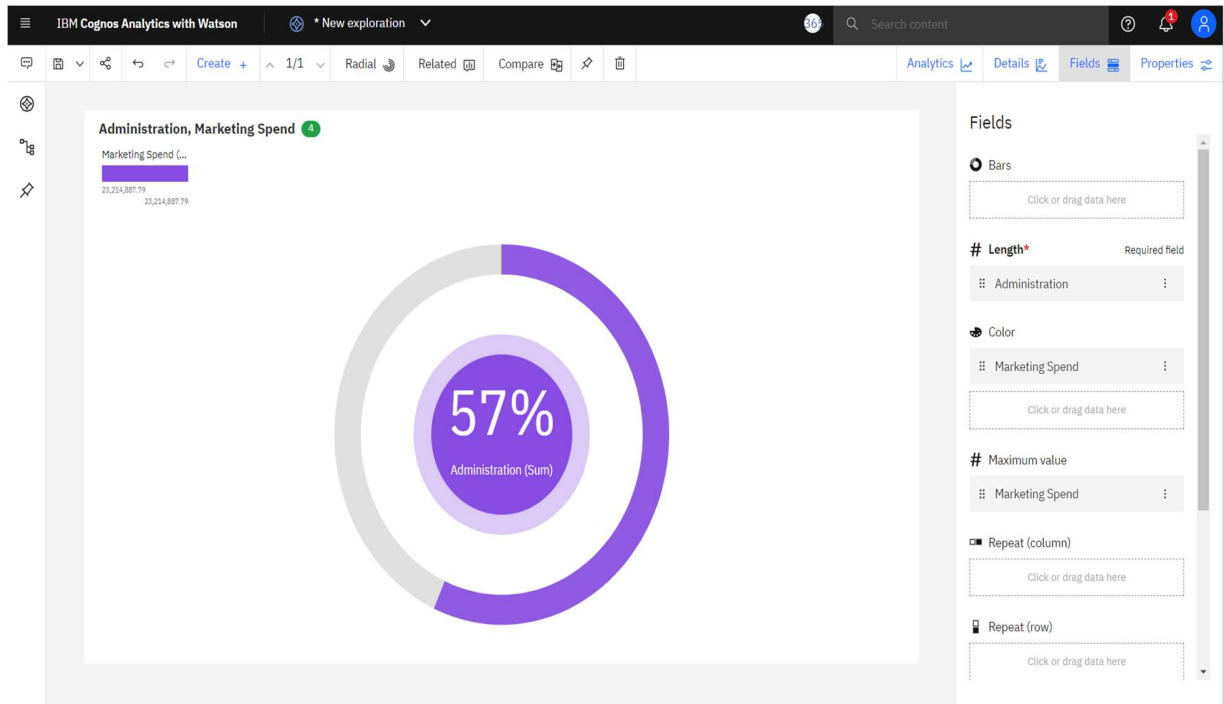 IBM Cognos Analytics with Watson
* New exploration
365
Search content
1
Create +
1/1
Radial
Related
Compare
Analytics
Details
Fields
Properties
Administration, Marketing Spend 4
Marketing Spend (...
23,214,887.79
23,214,887.79
57%
Administration (Sum)
Fields
Bars
Click or drag data here
# Length*
Required field
Administration
Color
Marketing Spend
Click or drag data here
# Maximum value
Marketing Spend
Repeat (column)
Click or drag data here
Repeat (row)
Click or drag data here